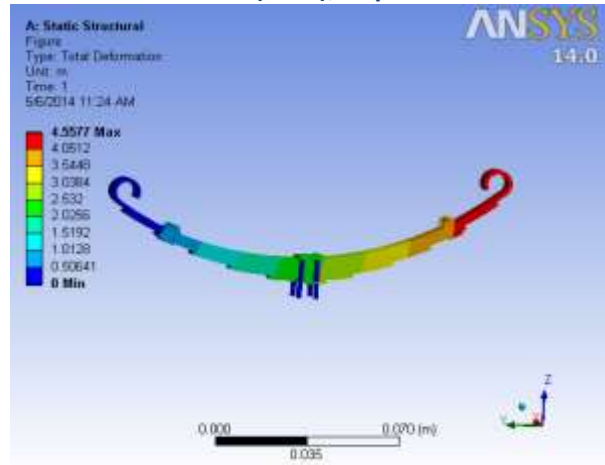 A: Static Structural
Figure
Type: Total Deformation
Unit: m
Time: 1
5/6/2014 11:24 AM
ANSYS
14.0
4.5577 Max
4.0512
3.5448
3.0384
2.532
2.0256
1.5192
1.0128
0.50641
0 Min
Z
Y
X
0.000
0.070 (m)
0.035